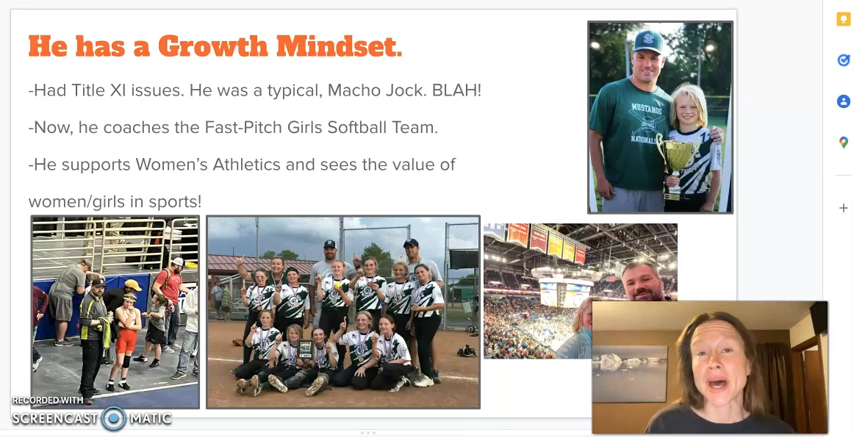 He has a Growth Mindset.
-Had Title XI issues. He was a typical, Macho Jock. BLAH!
-Now, he coaches the Fast-Pitch Girls Softball Team.
-He supports Women’s Athletics and sees the value of
women/girls in sports!
MUSTANGS
NATIONALS
RECORDED WITH
SCREENCAST MATIC